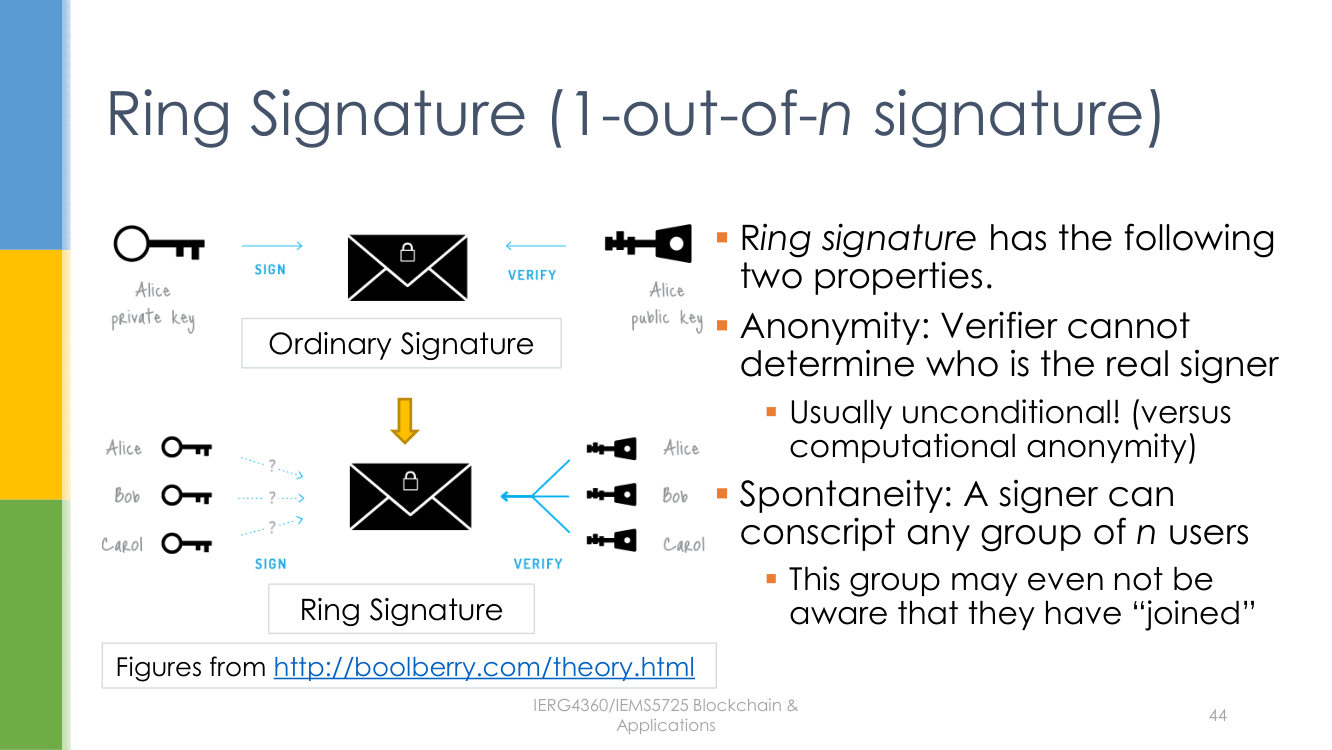 Ring Signature (1-out-of-n signature)
SIGN
VERIFY
Alice
private key
Alice
public key
Ordinary Signature
Alice
?
Alice
Bob
?
Bob
Carol
?
Carol
SIGN
VERIFY
Ring Signature
Figures from http://boolberry.com/theory.html
▪ Ring signature has the following
two properties.
▪ Anonymity: Verifier cannot
determine who is the real signer
▪ Usually unconditional! (versus
computational anonymity)
▪ Spontaneity: A signer can
conscript any group of n users
▪ This group may even not be
aware that they have “joined”
IERG4360/IEMS5725 Blockchain &
Applications
44